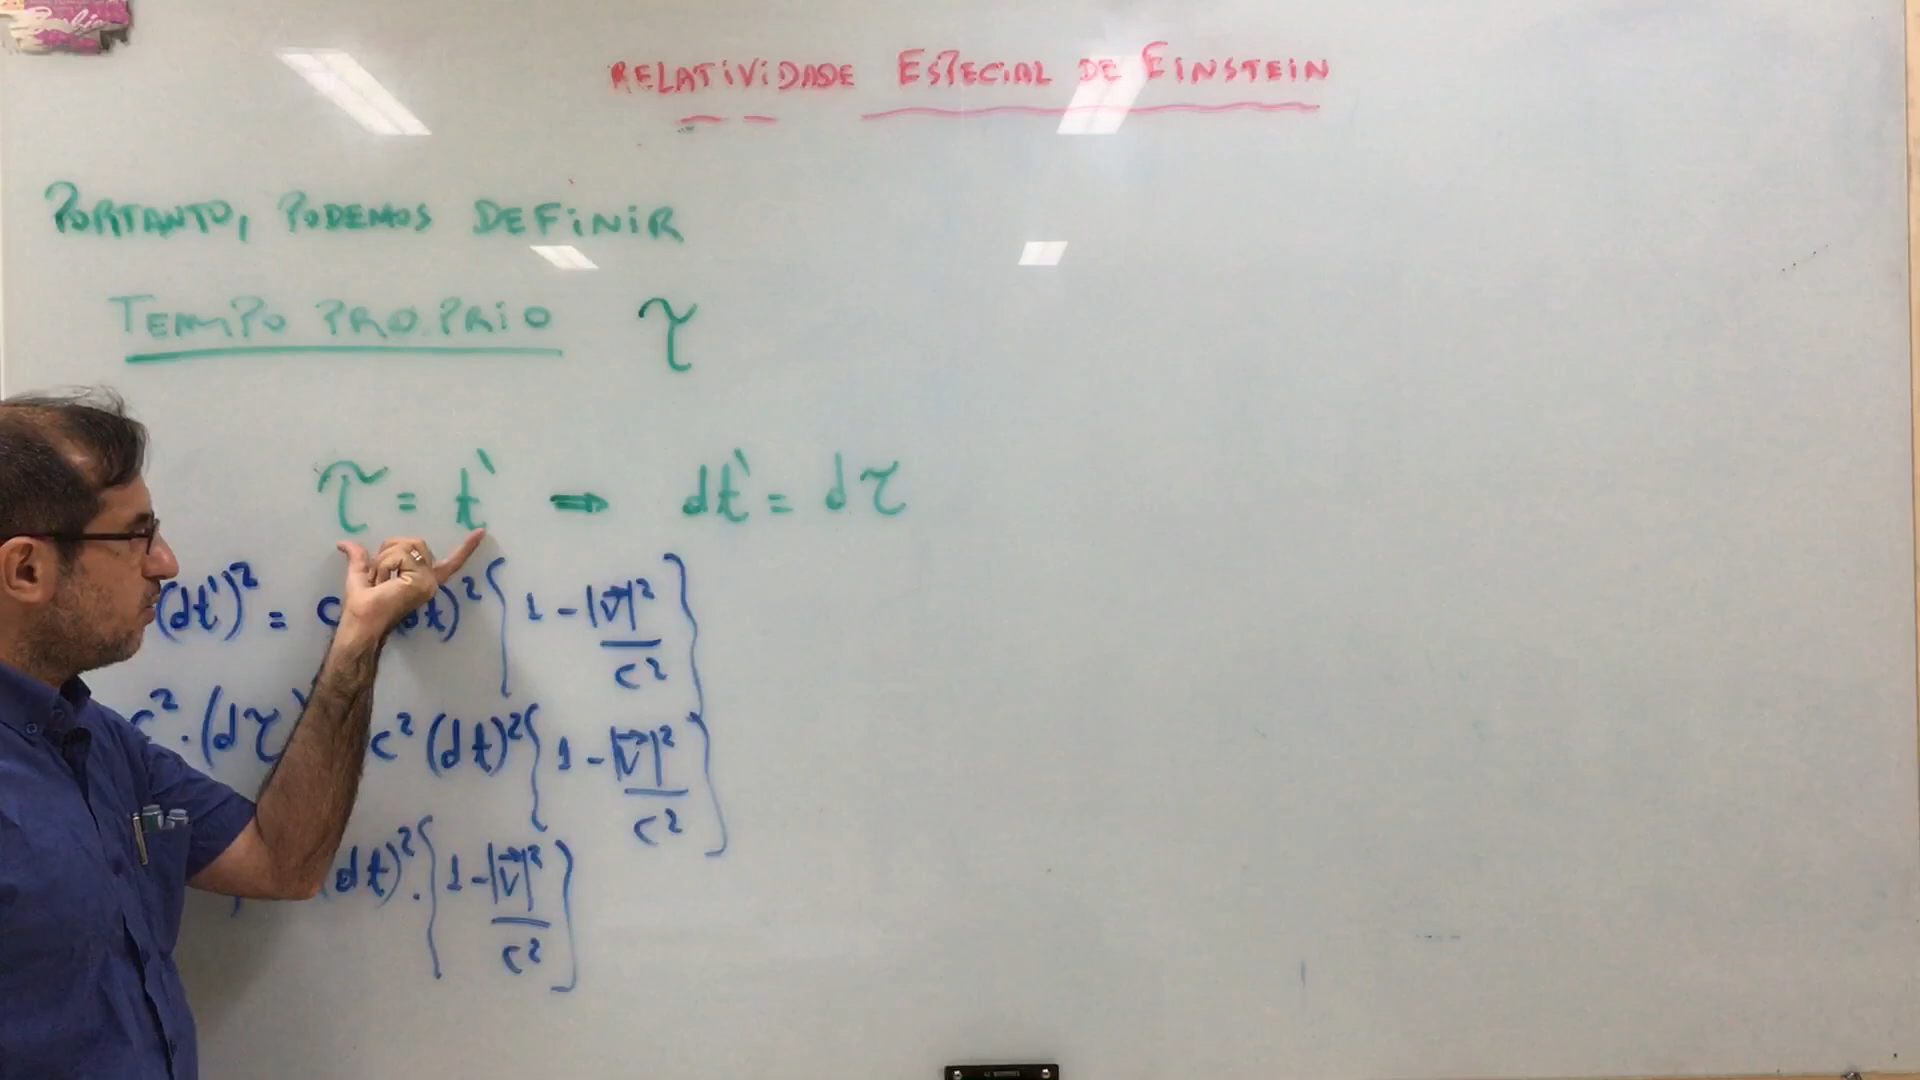 RELATIVIDADE ESPECIAL DE EINSTEIN
PORTANTO, PODEMOS DEFINIR
TEMPO PROPRIO τ
τ = t` ⇒ dt` = dτ
(dt`)² = c dt)² { 1 - |v⃗|²/c² }
c² · (dτ) c² (dt)² { 1 - |v⃗|²/c² }
(dt)² · { 1 - |v⃗|²/c² }